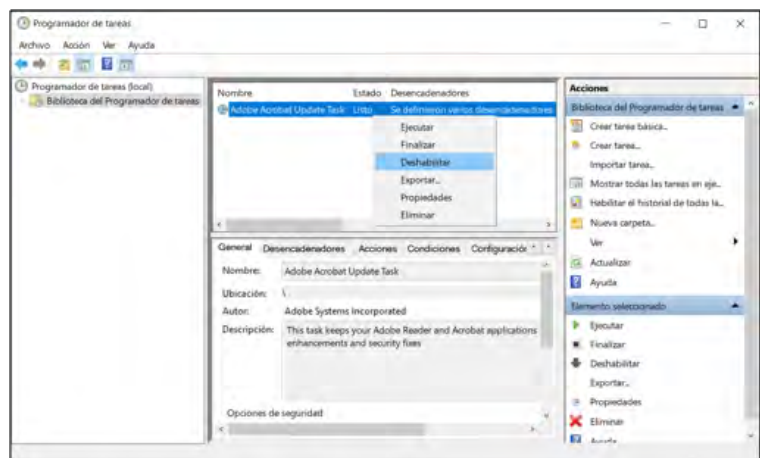 Programador de tareas
Archivo Acción Ver Ayuda
Programador de tareas (local)
Biblioteca del Programador de tareas
Nombre Estado Desencadenadores
Adobe Acrobat Update Task Listo Se definieron varios desencadenadores
Ejecutar
Finalizar
Deshabilitar
Exportar...
Propiedades
Eliminar
General Desencadenadores Acciones Condiciones Configuración
Nombre: Adobe Acrobat Update Task
Ubicación: \
Autor: Adobe Systems Incorporated
Descripción: This task keeps your Adobe Reader and Acrobat applications
enhancements and security fixes
Opciones de seguridad
Acciones
Biblioteca del Programador de tareas
Crear tarea básica...
Crear tarea...
Importar tarea...
Mostrar todas las tareas en eje...
Habilitar el historial de todas la...
Nueva carpeta...
Ver
Actualizar
Ayuda
Elemento seleccionado
Ejecutar
Finalizar
Deshabilitar
Exportar...
Propiedades
Eliminar
Ayuda